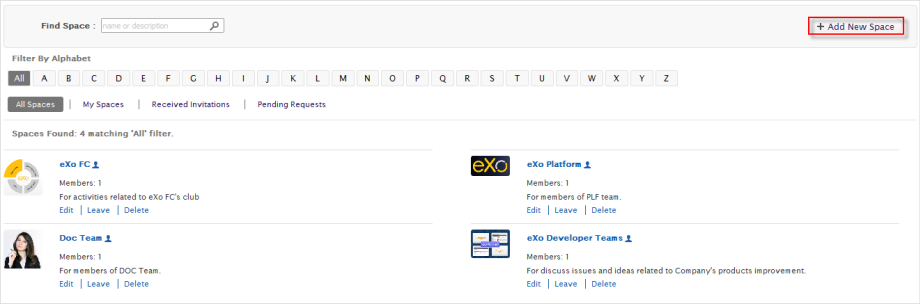 Find Space : name or description
+ Add New Space
Filter By Alphabet
All A B C D E F G H I J K L M N O P Q R S T U V W X Y Z
All Spaces | My Spaces | Received Invitations | Pending Requests
Spaces Found: 4 matching 'All' filter.
eXo FC
Members: 1
For activities related to eXo FC's club
Edit | Leave | Delete
eXo
eXo Platform
Members: 1
For members of PLF team.
Edit | Leave | Delete
Doc Team
Members: 1
For members of DOC Team.
Edit | Leave | Delete
eXo Developer Teams
Members: 1
For discuss issues and ideas related to Company's products improvement.
Edit | Leave | Delete